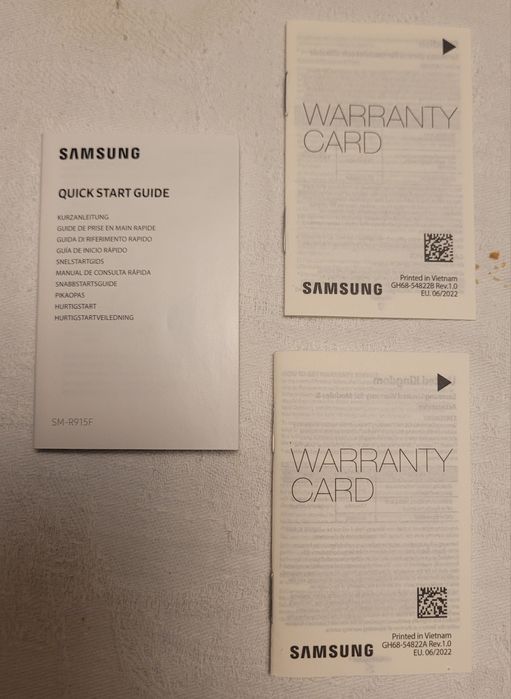 SAMSUNG
QUICK START GUIDE
KURZANLEITUNG
GUIDE DE PRISE EN MAIN RAPIDE
GUIDA DI RIFERIMENTO RAPIDO
GUÍA DE INICIO RÁPIDO
SNELSTARTGIDS
MANUAL DE CONSULTA RÁPIDA
SNABBSTARTSGUIDE
PIKAOPAS
HURTIGSTART
HURTIGSTARTVEILEDNING
SM-R915F
WARRANTY
CARD
SAMSUNG
Printed in Vietnam
GH68-54822B Rev.1.0
EU. 06/2022
WARRANTY
CARD
SAMSUNG
Printed in Vietnam
GH68-54822A Rev.1.0
EU. 06/2022